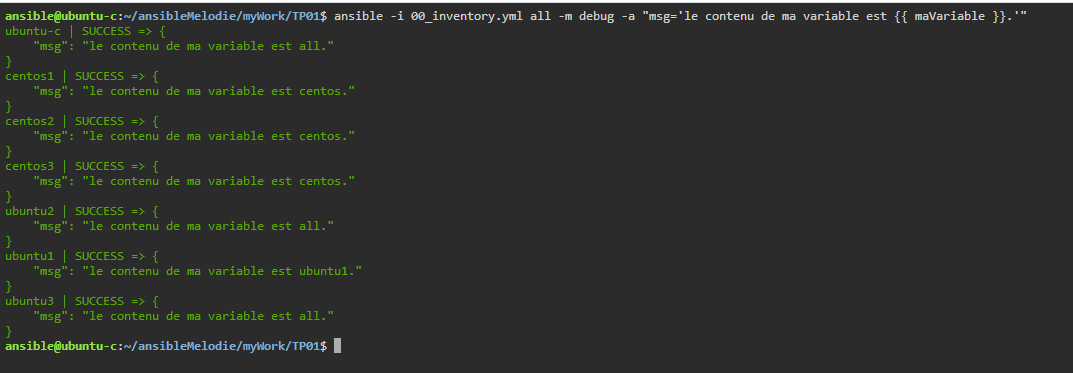 ansible@ubuntu-c:~/ansibleMelodie/myWork/TP01$ ansible -i 00_inventory.yml all -m debug -a "msg='le contenu de ma variable est {{ maVariable }}.'"
ubuntu-c | SUCCESS => {
    "msg": "le contenu de ma variable est all."
}
centos1 | SUCCESS => {
    "msg": "le contenu de ma variable est centos."
}
centos2 | SUCCESS => {
    "msg": "le contenu de ma variable est centos."
}
centos3 | SUCCESS => {
    "msg": "le contenu de ma variable est centos."
}
ubuntu2 | SUCCESS => {
    "msg": "le contenu de ma variable est all."
}
ubuntu1 | SUCCESS => {
    "msg": "le contenu de ma variable est ubuntu1."
}
ubuntu3 | SUCCESS => {
    "msg": "le contenu de ma variable est all."
}
ansible@ubuntu-c:~/ansibleMelodie/myWork/TP01$